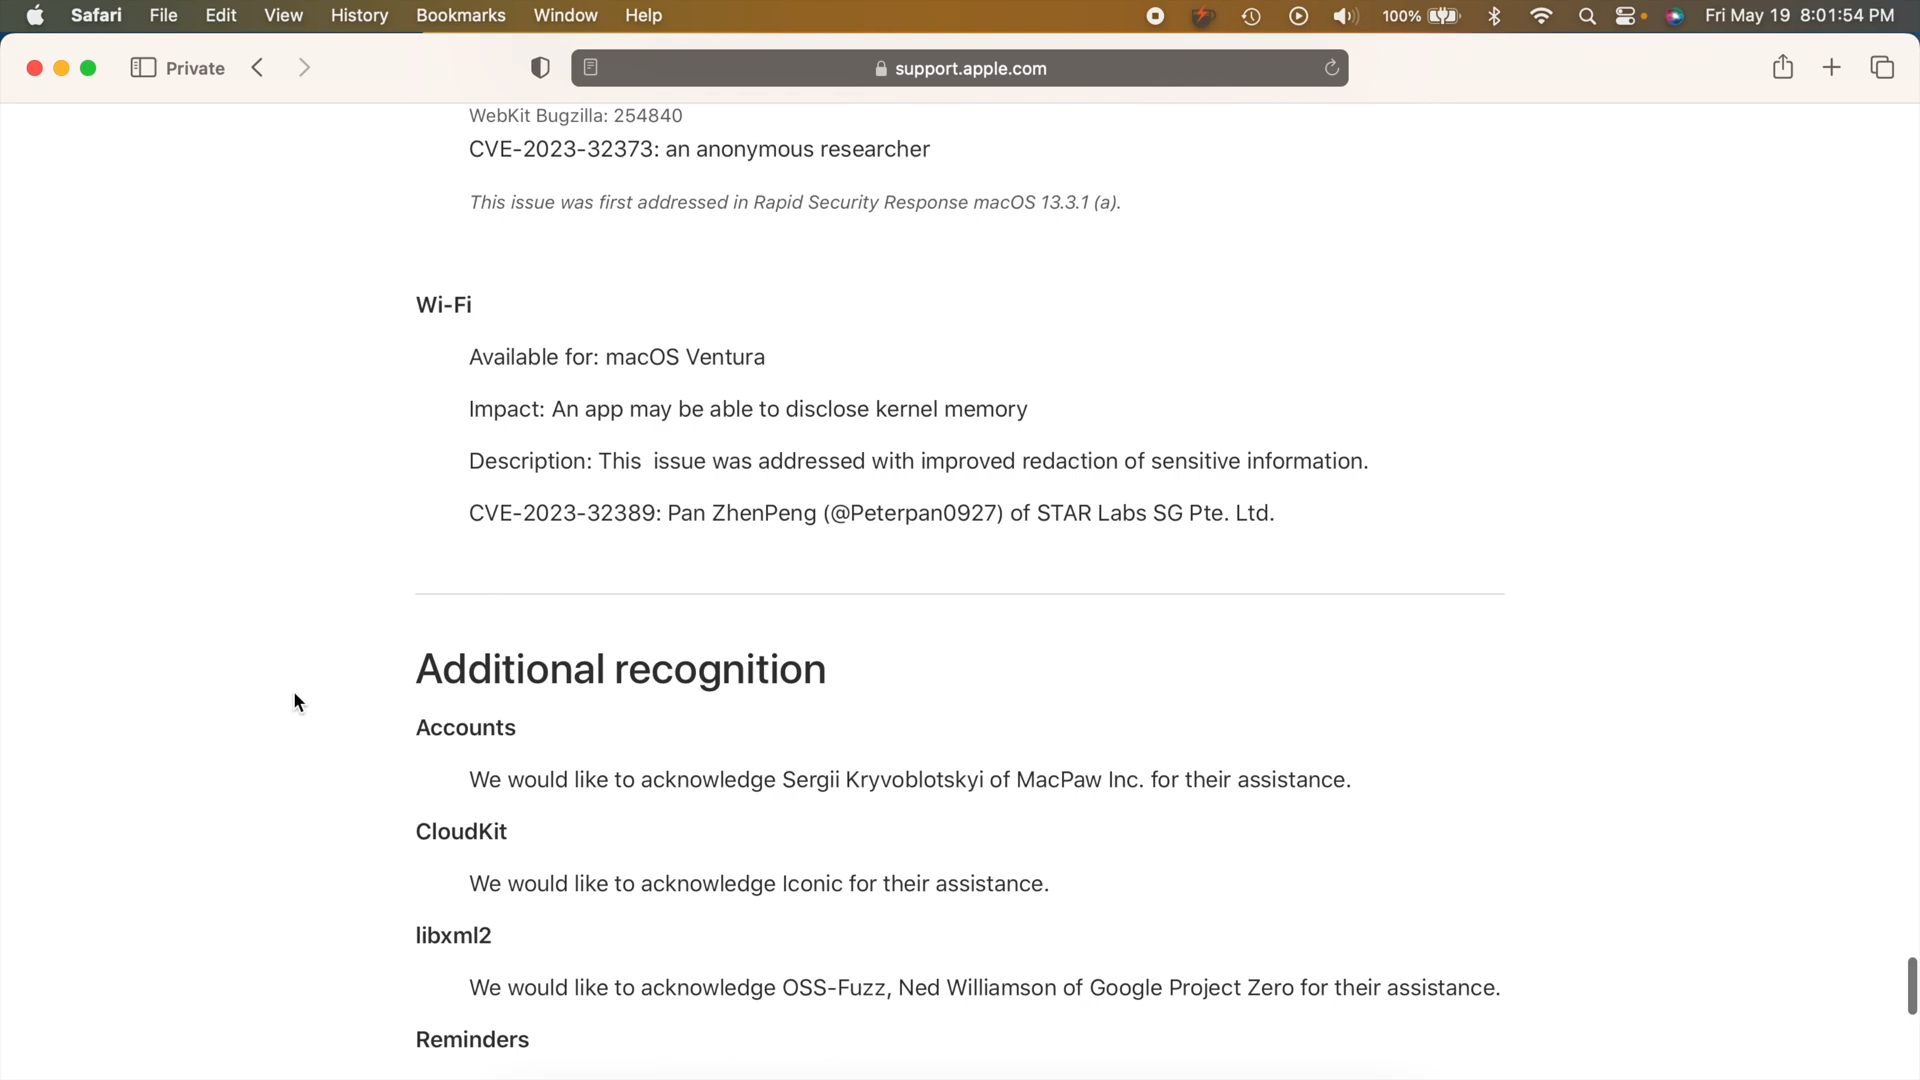 Safari File Edit View History Bookmarks Window Help 100% Fri May 19 8:01:54 PM
Private support.apple.com
WebKit Bugzilla: 254840
CVE-2023-32373: an anonymous researcher
This issue was first addressed in Rapid Security Response macOS 13.3.1 (a).
Wi-Fi
Available for: macOS Ventura
Impact: An app may be able to disclose kernel memory
Description: This  issue was addressed with improved redaction of sensitive information.
CVE-2023-32389: Pan ZhenPeng (@Peterpan0927) of STAR Labs SG Pte. Ltd.
Additional recognition
Accounts
We would like to acknowledge Sergii Kryvoblotskyi of MacPaw Inc. for their assistance.
CloudKit
We would like to acknowledge Iconic for their assistance.
libxml2
We would like to acknowledge OSS-Fuzz, Ned Williamson of Google Project Zero for their assistance.
Reminders